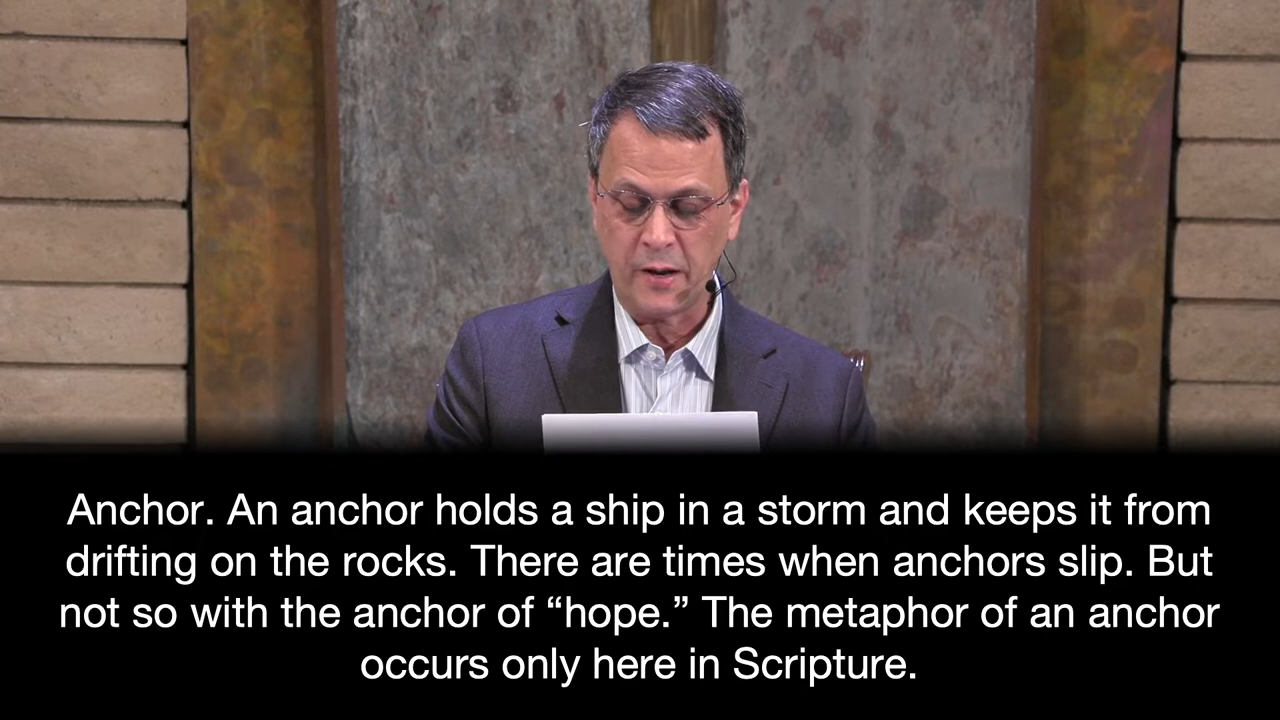 Anchor. An anchor holds a ship in a storm and keeps it from
drifting on the rocks. There are times when anchors slip. But
not so with the anchor of “hope.” The metaphor of an anchor
occurs only here in Scripture.